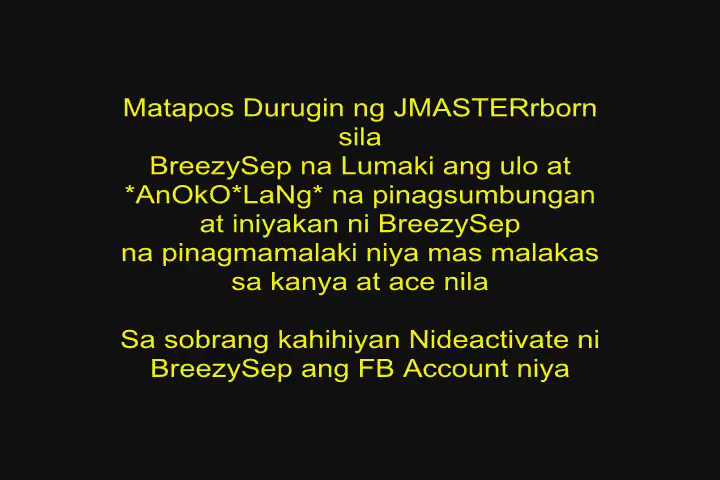 Matapos Durugin ng JMASTERrborn
sila
BreezySep na Lumaki ang ulo at
*AnOkO*LaNg* na pinagsumbungan
at iniyakan ni BreezySep
na pinagmamalaki niya mas malakas
sa kanya at ace nila
Sa sobrang kahihiyan Nideactivate ni
BreezySep ang FB Account niya